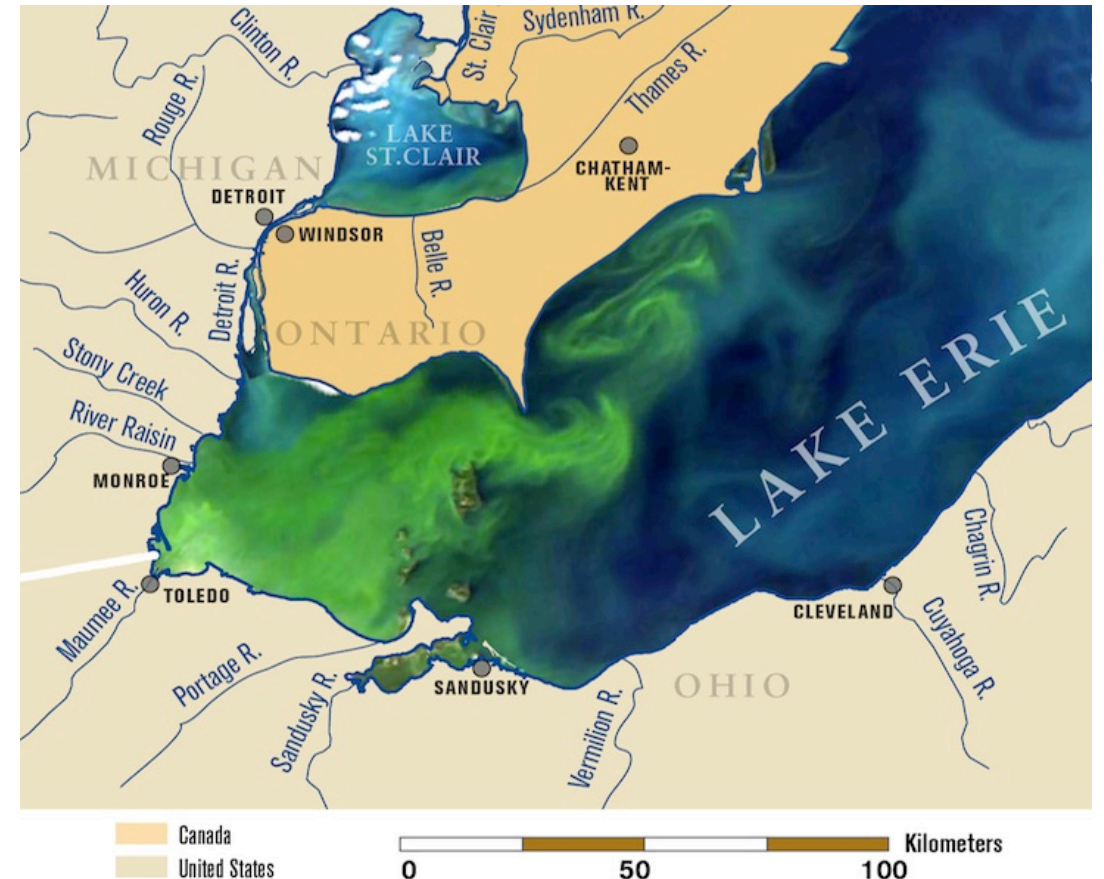 Clinton R.
St. Clair
Sydenham R.
Rouge R.
Thames R.
LAKE
ST.CLAIR
MICHIGAN
CHATHAM-
KENT
DETROIT
WINDSOR
Belle R.
Detroit R.
Huron R.
ONTARIO
Stony Creek
River Raisin
MONROE
LAKE ERIE
Maumee R.
TOLEDO
Portage R.
Sandusky R.
SANDUSKY
Vermilion R.
OHIO
CLEVELAND
Chagrin R.
Cuyahoga R.
Canada
United States
Kilometers
0
50
100